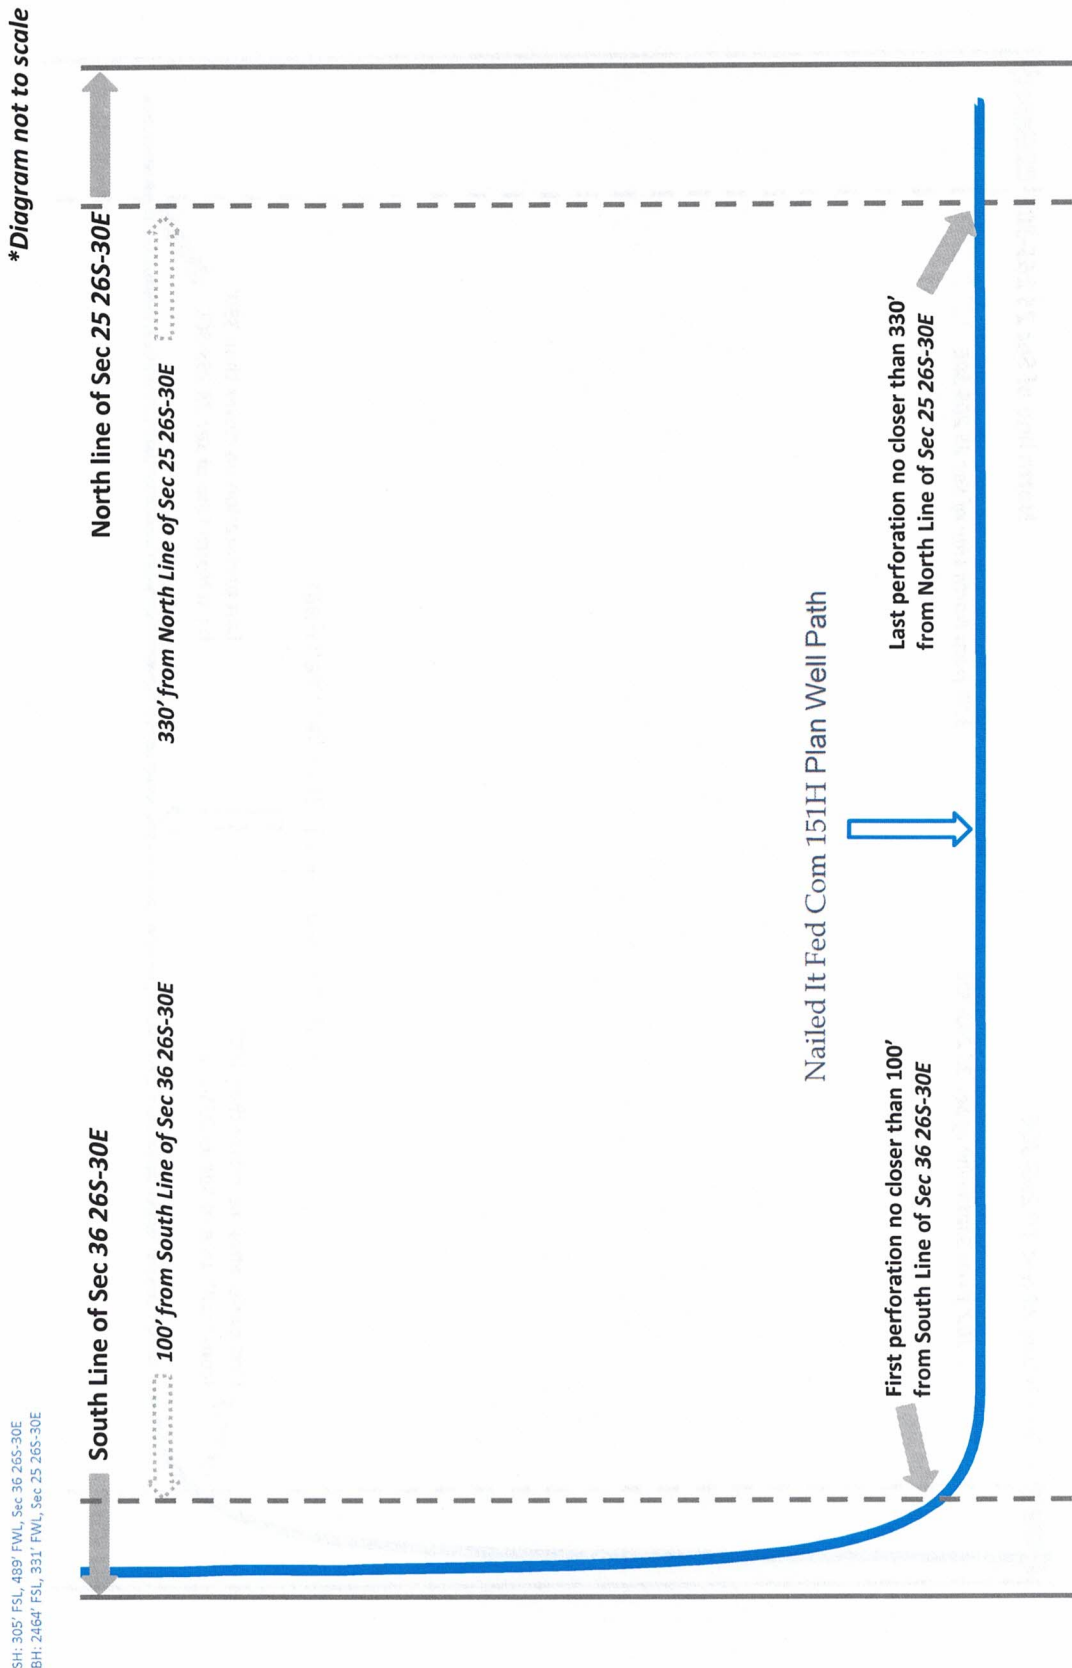 SH: 305' FSL, 489' FWL, Sec 36 26S-30E
BH: 2464' FSL, 331' FWL, Sec 25 26S-30E
*Diagram not to scale
South Line of Sec 36 26S-30E
North line of Sec 25 26S-30E
100' from South Line of Sec 36 26S-30E
330' from North Line of Sec 25 26S-30E
Nailed It Fed Com 151H Plan Well Path
First perforation no closer than 100'
from South Line of Sec 36 26S-30E
Last perforation no closer than 330'
from North Line of Sec 25 26S-30E